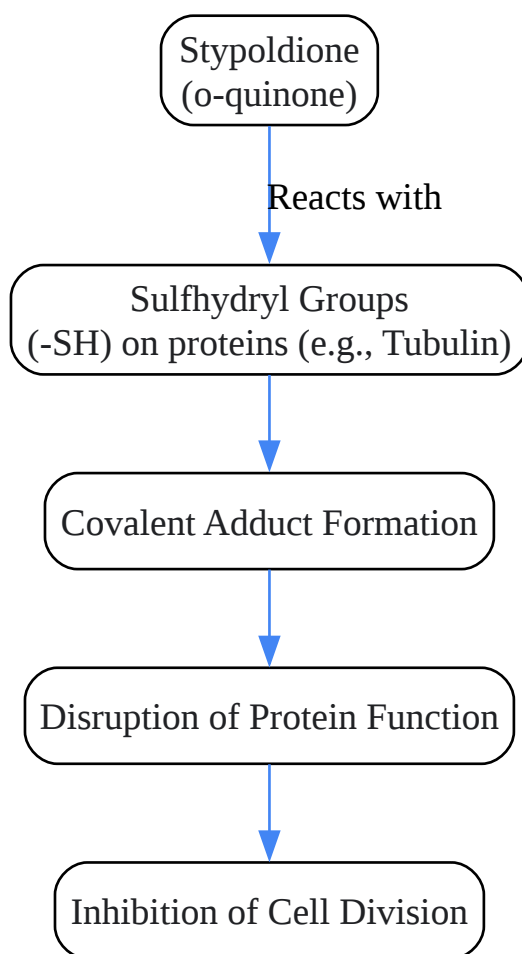 Stypoldione
(o-quinone)
Reacts with
Sulfhydryl Groups
(-SH) on proteins (e.g., Tubulin)
Covalent Adduct Formation
Disruption of Protein Function
Inhibition of Cell Division